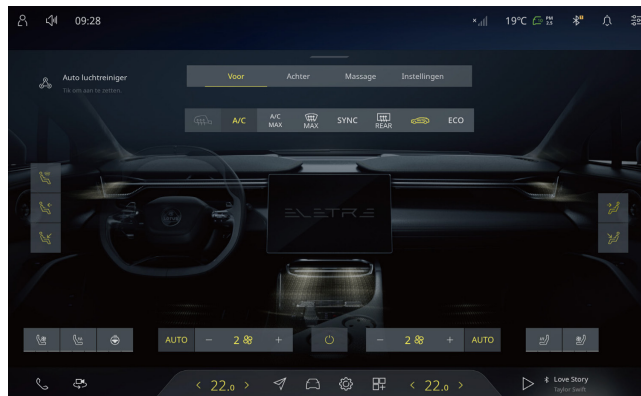 09:28
19°C
PM
2.5
Auto luchtreiniger
Tik om aan te zetten.
Voor
Achter
Massage
Instellingen
A/C
A/C
MAX
MAX
SYNC
REAR
ECO
ELETRE
AUTO
–
2
+
–
2
+
AUTO
< 22.0 >
< 22.0 >
Love Story
Taylor Swift